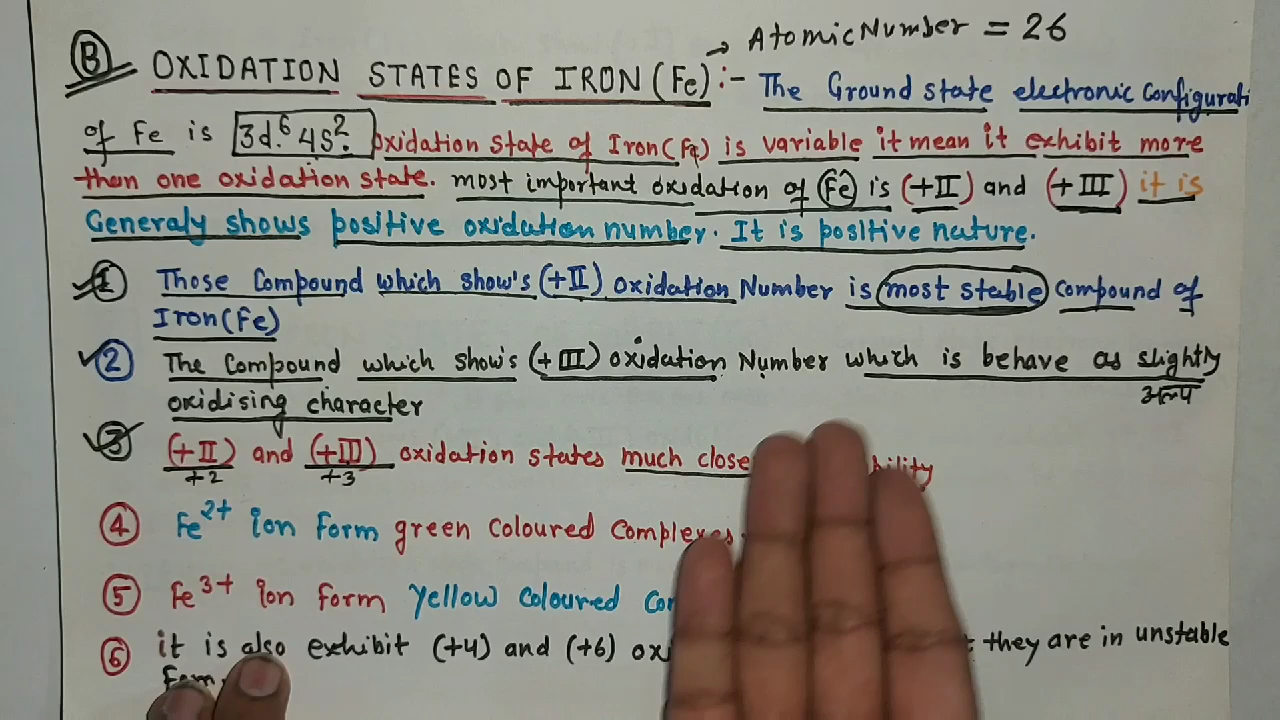 → Atomic Number = 26
B OXIDATION STATES OF IRON (Fe) :- The Ground state electronic Configurati
of Fe is 3d⁶ 4s². oxidation state of Iron(Fe) is variable it mean it exhibit more
then one oxidation state. most important oxidation of Fe is (+II) and (+III) it is
Generaly shows positive oxidation number. It is positive nature.
① Those Compound which show's (+II) oxidation Number is most stable compound of
Iron(Fe)
② The Compound which show's (+III) oxidation Number which is behave as slightly
अल्प
oxidising character
③ (+II) and (+III) oxidation states much close
+2 +3
④ Fe²⁺ ion form green coloured Complexes.
⑤ Fe³⁺ ion form yellow coloured
⑥ it is also exhibit (+4) and (+6) they are in unstable